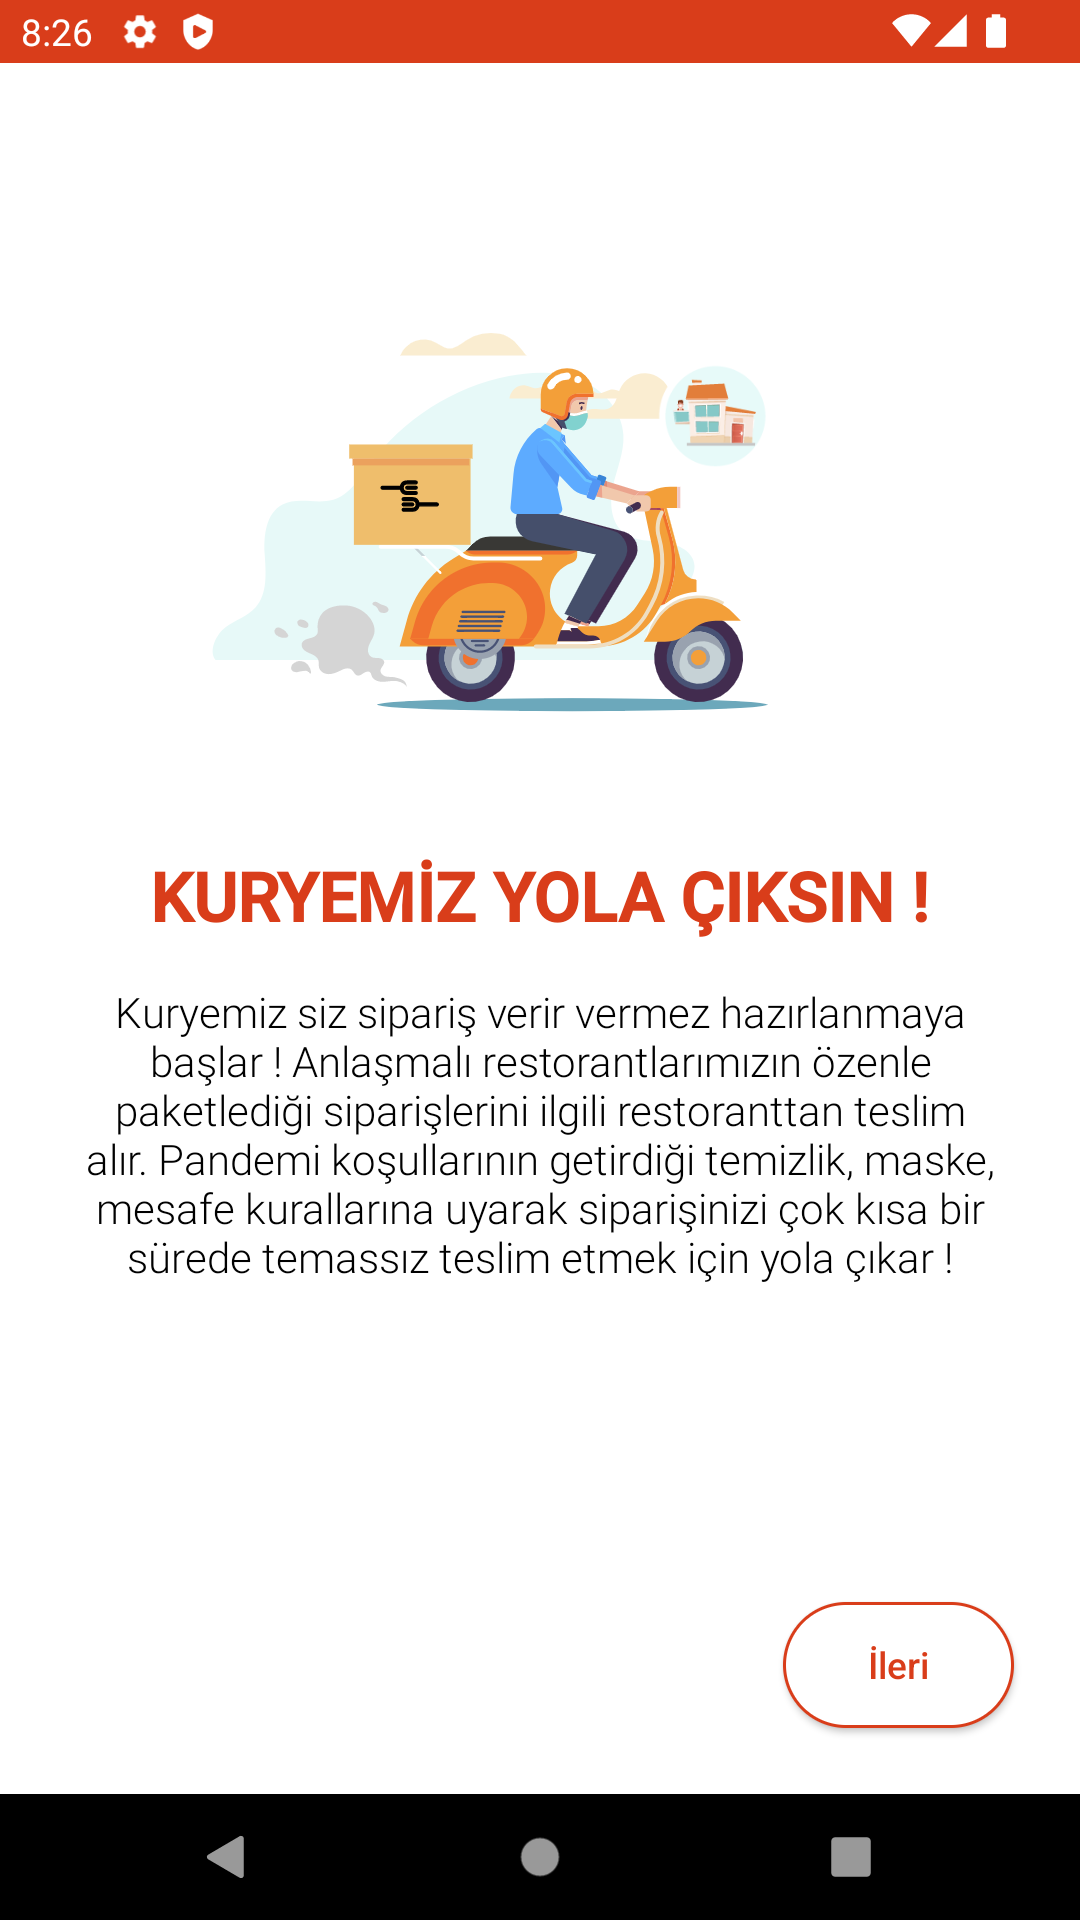 8:26
KURYEMİZ YOLA ÇIKSIN !
Kuryemiz siz sipariş verir vermez hazırlanmaya
başlar ! Anlaşmalı restorantlarımızın özenle
paketlediği siparişlerini ilgili restoranttan teslim
alır. Pandemi koşullarının getirdiği temizlik, maske,
mesafe kurallarına uyarak siparişinizi çok kısa bir
sürede temassız teslim etmek için yola çıkar !
İleri